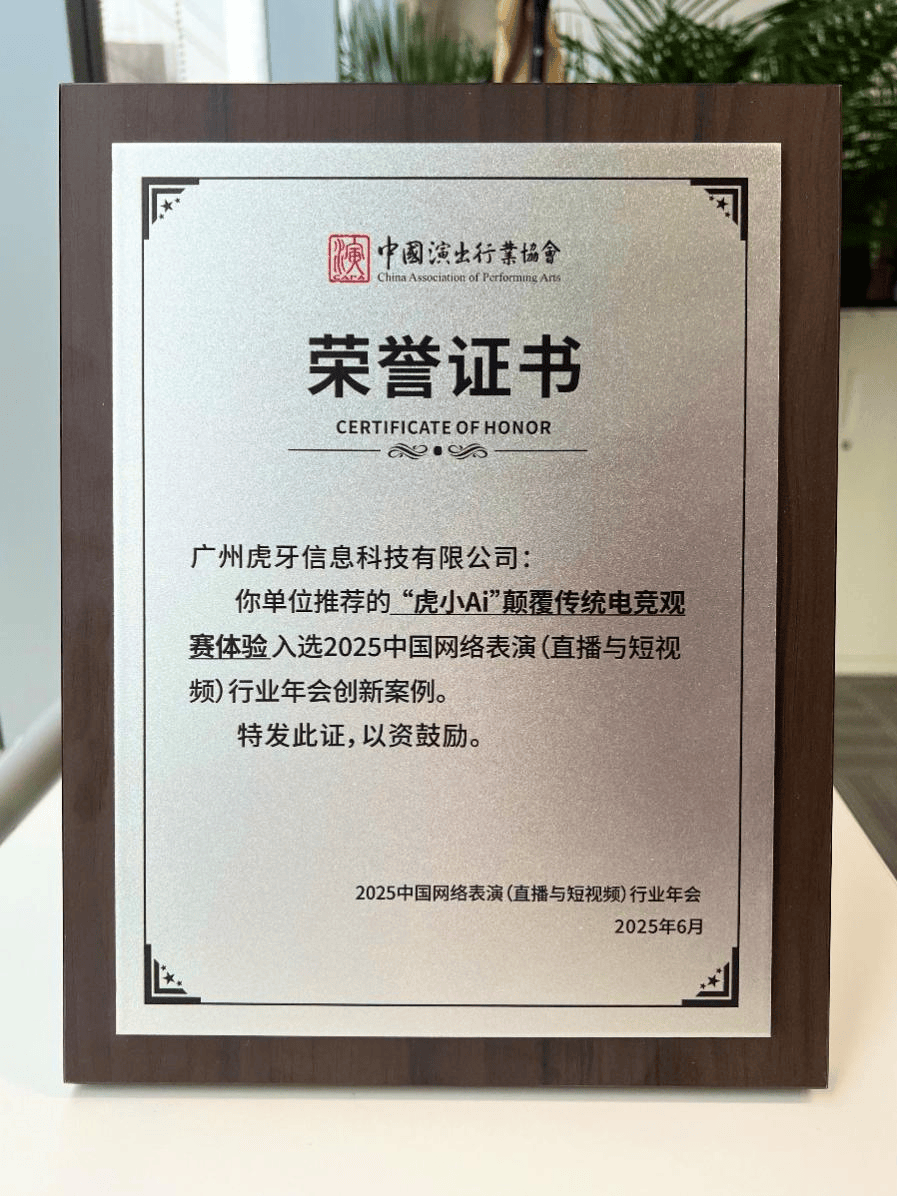 演
CAPA
中國演出行業協會
China Association of Performing Arts
荣誉证书
CERTIFICATE OF HONOR
广州虎牙信息科技有限公司：
你单位推荐的“虎小Ai”颠覆传统电竞观
赛体验入选2025中国网络表演（直播与短视
频）行业年会创新案例。
特发此证，以资鼓励。
2025中国网络表演（直播与短视频）行业年会
2025年6月